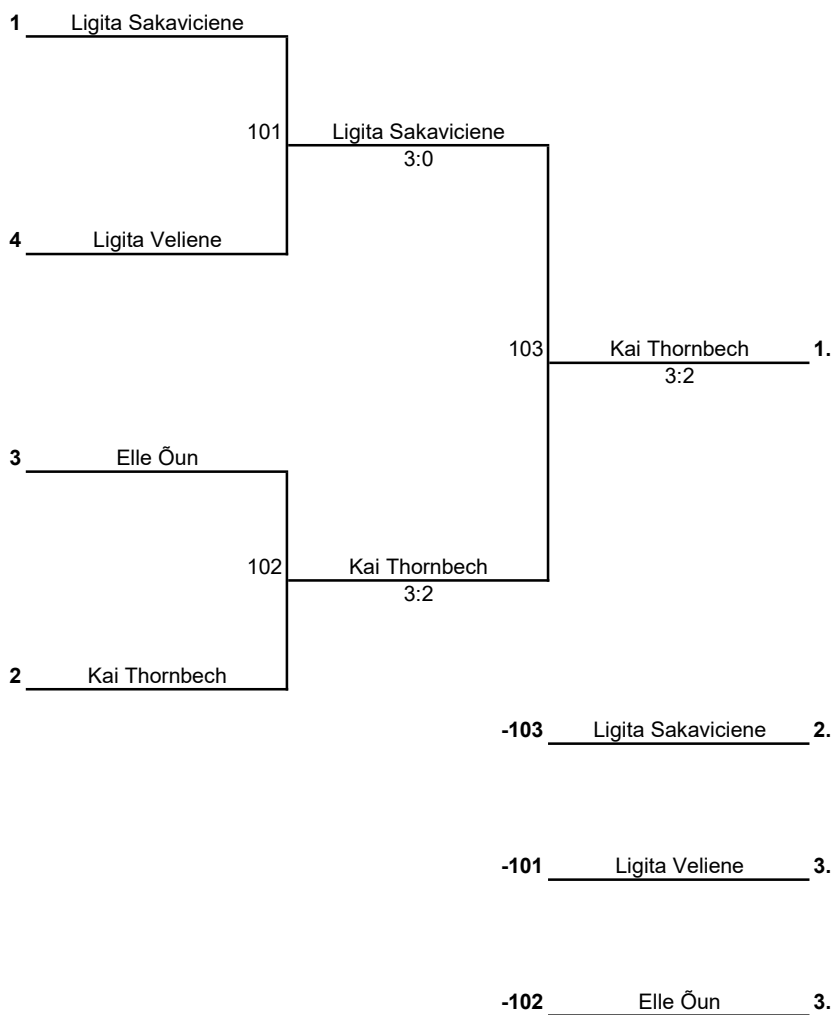 1 Ligita Sakaviciene
101 Ligita Sakaviciene
3:0
4 Ligita Veliene
103 Kai Thornbech 1.
3:2
3 Elle Õun
102 Kai Thornbech
3:2
2 Kai Thornbech
-103 Ligita Sakaviciene 2.
-101 Ligita Veliene 3.
-102 Elle Õun 3.